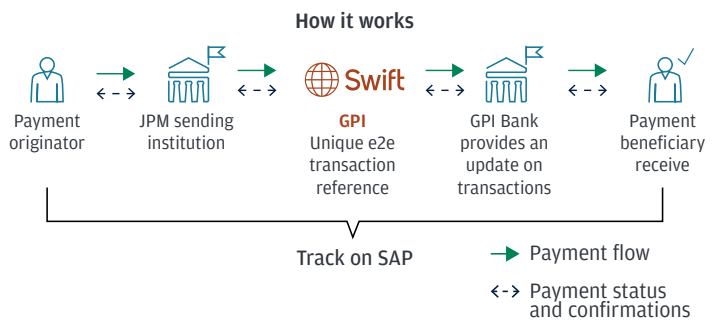 How it works
Payment
originator
JPM sending
institution
Swift
GPI
Unique e2e
transaction
reference
GPI Bank
provides an
update on
transactions
Payment
beneficiary
receive
Track on SAP
Payment flow
Payment status
and confirmations